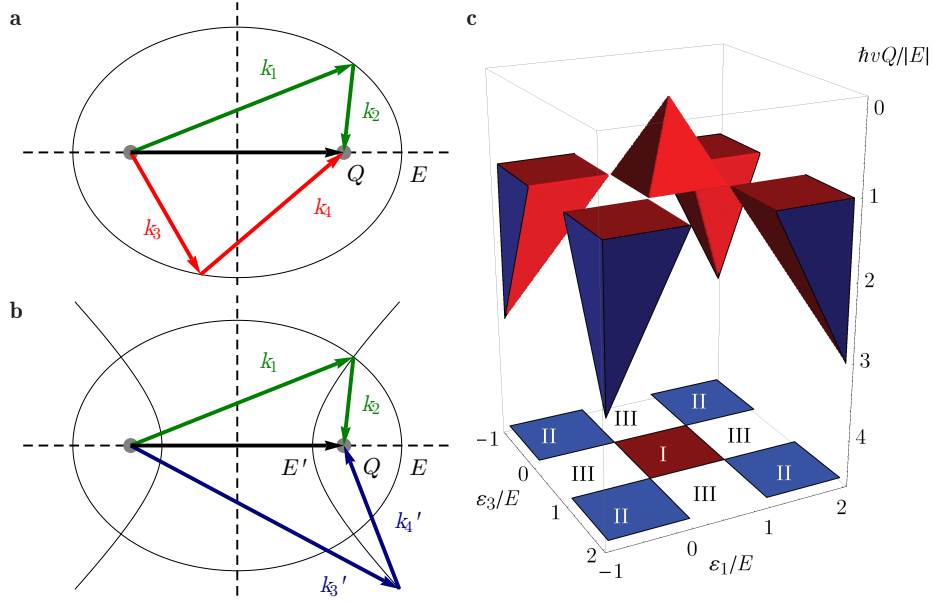 a
k1
k2
Q
E
k3
k4
b
k1
k2
E′
Q
E
k4′
k3′
c
ℏvQ/|E|
0
1
2
3
4
-1
0
1
2
ε3/E
-1
0
1
2
ε1/E
II
III
II
III
I
III
II
III
II